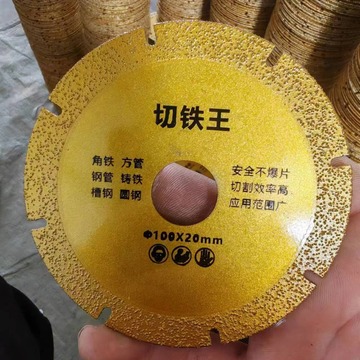 切铁王
角铁 方管
钢管 铸铁
槽钢 圆钢
安全不爆片
切割效率高
应用范围广
Φ100X20mm